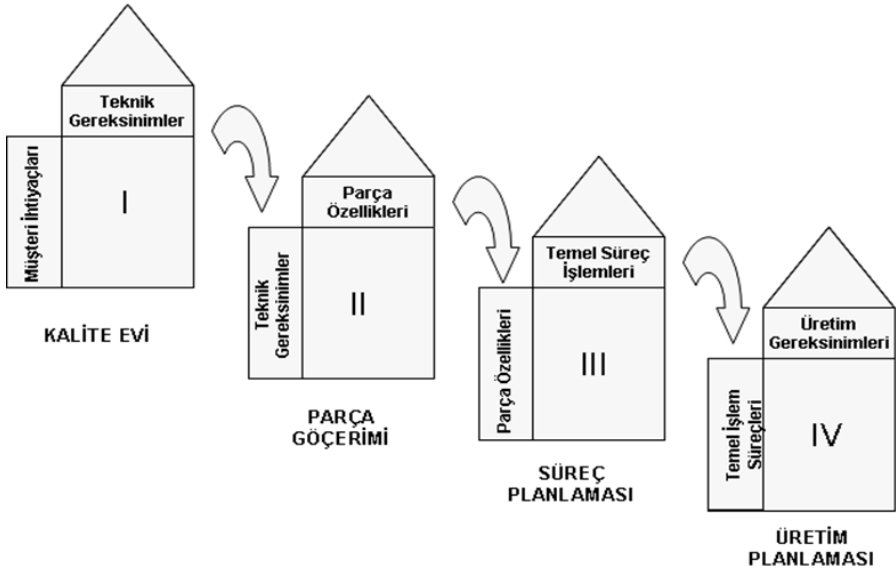 Teknik
Gereksinimler
Müşteri İhtiyaçları
I
KALİTE EVİ
Parça
Özellikleri
Teknik
Gereksinimler
II
PARÇA
GÖÇERİMİ
Temel Süreç
İşlemleri
Parça Özellikleri
III
SÜREÇ
PLANLAMASI
Üretim
Gereksinimleri
Temel İşlem
Süreçleri
IV
ÜRETİM
PLANLAMASI